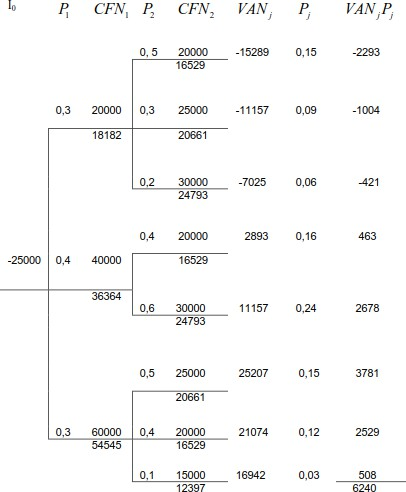 I₀ P₁ CFN₁ P₂ CFN₂ VANⱼ Pⱼ VANⱼPⱼ
0, 5 20000 -15289 0,15 -2293
16529
0,3 20000 0,3 25000 -11157 0,09 -1004
18182 20661
0,2 30000 -7025 0,06 -421
24793
0,4 20000 2893 0,16 463
-25000 0,4 40000 16529
36364
0,6 30000 11157 0,24 2678
24793
0,5 25000 25207 0,15 3781
20661
0,3 60000 0,4 20000 21074 0,12 2529
54545 16529
0,1 15000 16942 0,03 508
12397 6240